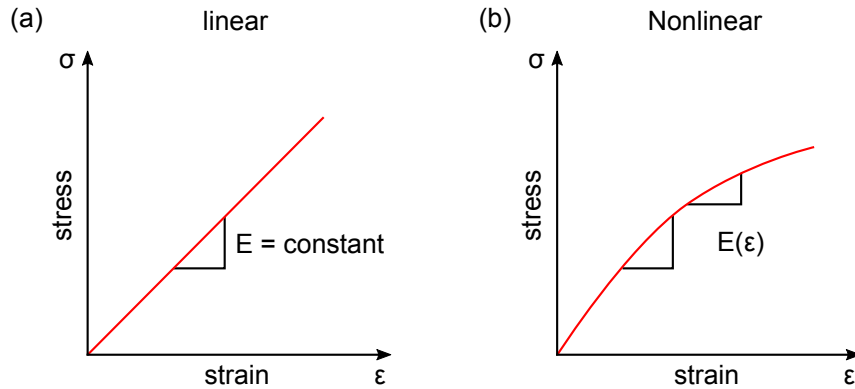 (a)
linear
σ
stress
E = constant
strain
ε
(b)
Nonlinear
σ
stress
E(ε)
strain
ε